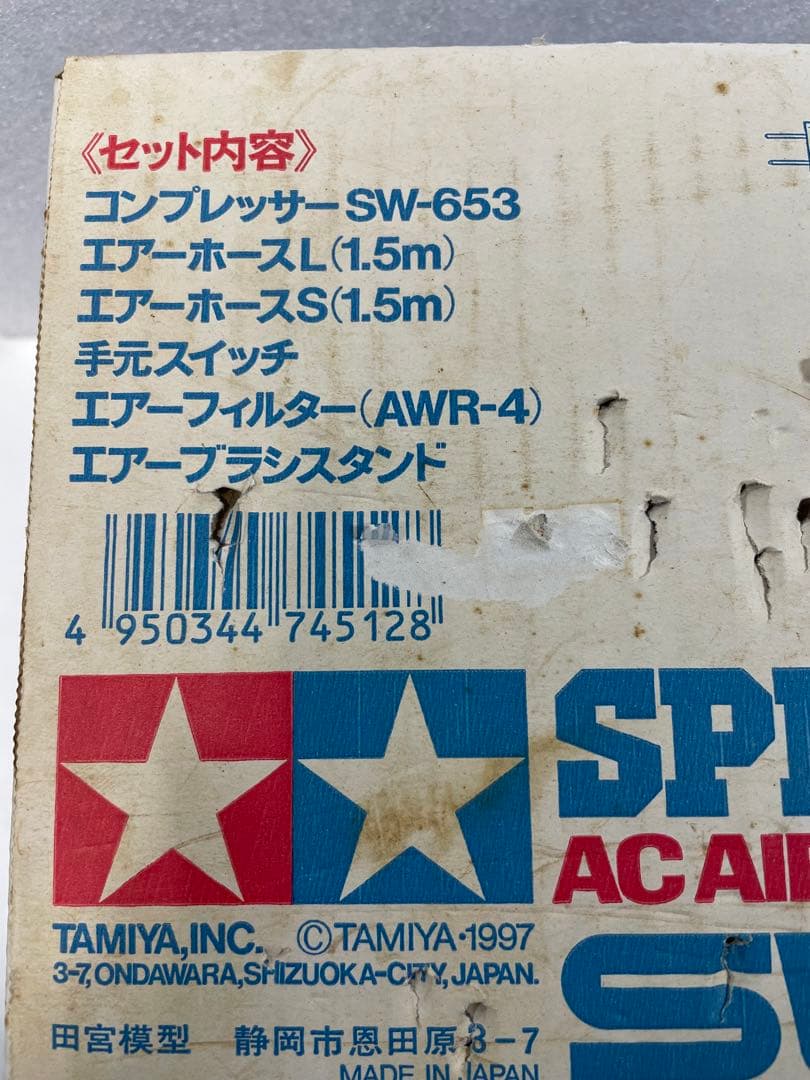 《セット内容》
コンプレッサーSW-653
エアーホースL(1.5m)
エアーホースS(1.5m)
手元スイッチ
エアーフィルター(AWR-4)
エアーブラシスタンド
4 950344 745128
SPR
AC AIR
TAMIYA,INC. ©TAMIYA・1997
3-7,ONDAWARA,SHIZUOKA-CITY,JAPAN.
SW
田宮模型 静岡市恩田原3-7
MADE IN JAPAN